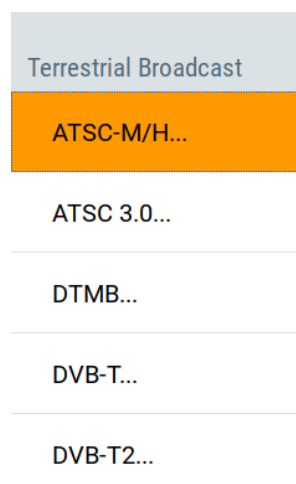 Terrestrial Broadcast
ATSC-M/H...
ATSC 3.0...
DTMB...
DVB-T...
DVB-T2...